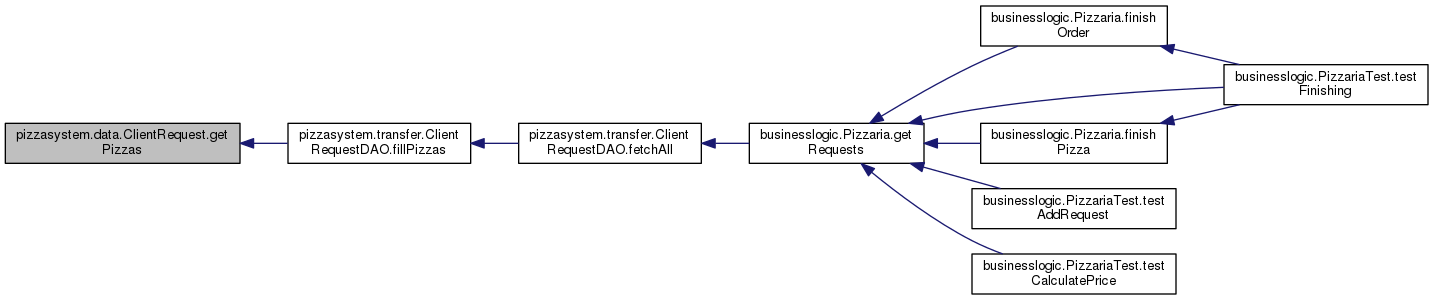 pizzasystem.data.ClientRequest.get
Pizzas
pizzasystem.transfer.Client
RequestDAO.fillPizzas
pizzasystem.transfer.Client
RequestDAO.fetchAll
businesslogic.Pizzaria.get
Requests
businesslogic.Pizzaria.finish
Order
businesslogic.PizzariaTest.test
Finishing
businesslogic.Pizzaria.finish
Pizza
businesslogic.PizzariaTest.test
AddRequest
businesslogic.PizzariaTest.test
CalculatePrice